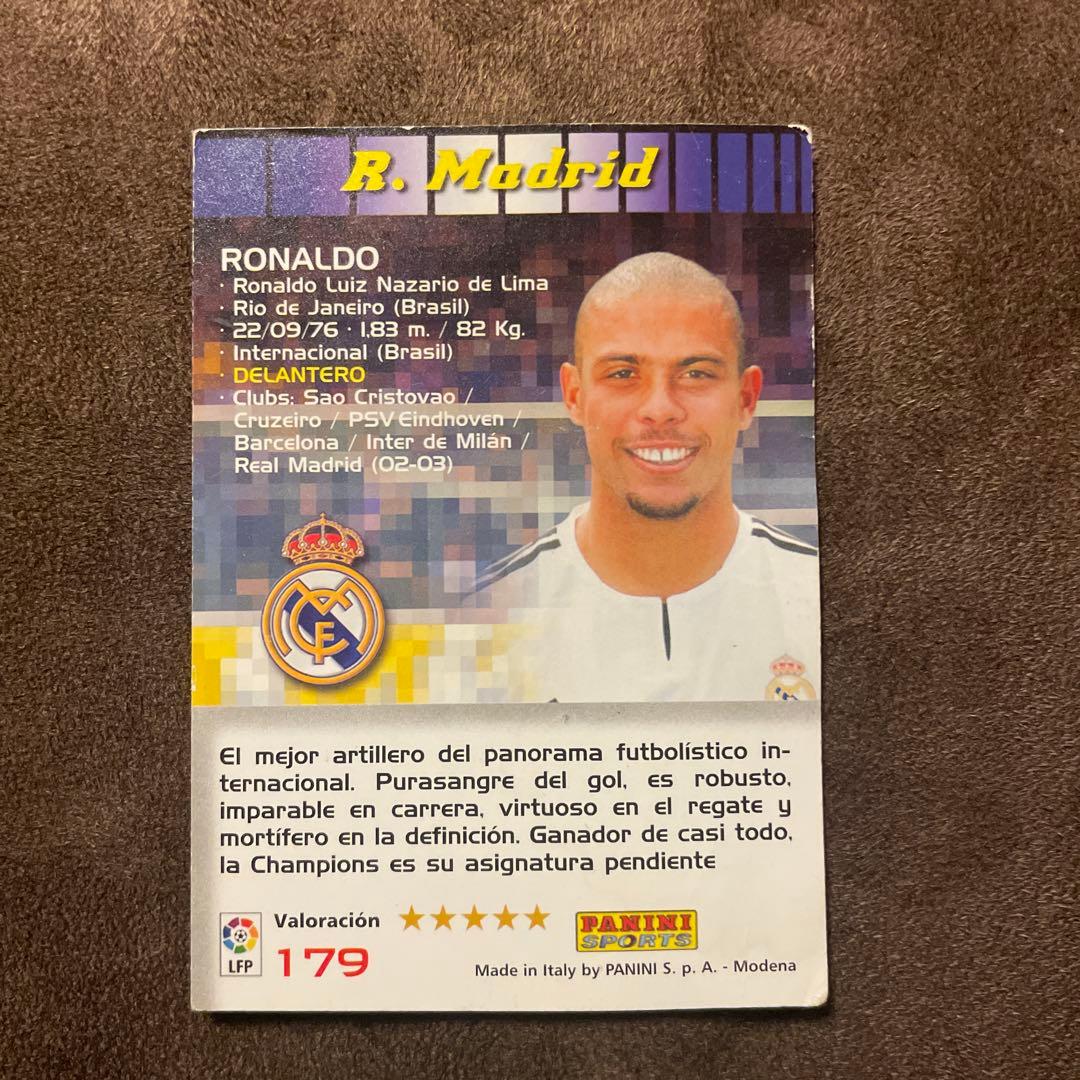 R. Madrid
RONALDO
· Ronaldo Luiz Nazario de Lima
· Rio de Janeiro (Brasil)
· 22/09/76 · 1,83 m. / 82 Kg.
· Internacional (Brasil)
· DELANTERO
· Clubs: Sao Cristovao /
Cruzeiro / PSV Eindhoven /
Barcelona / Inter de Milán /
Real Madrid (02-03)
El mejor artillero del panorama futbolístico in-
ternacional. Purasangre del gol, es robusto,
imparable en carrera, virtuoso en el regate y
mortífero en la definición. Ganador de casi todo,
la Champions es su asignatura pendiente
Valoración
LFP
179
PANINI
SPORTS
Made in Italy by PANINI S. p. A. - Modena